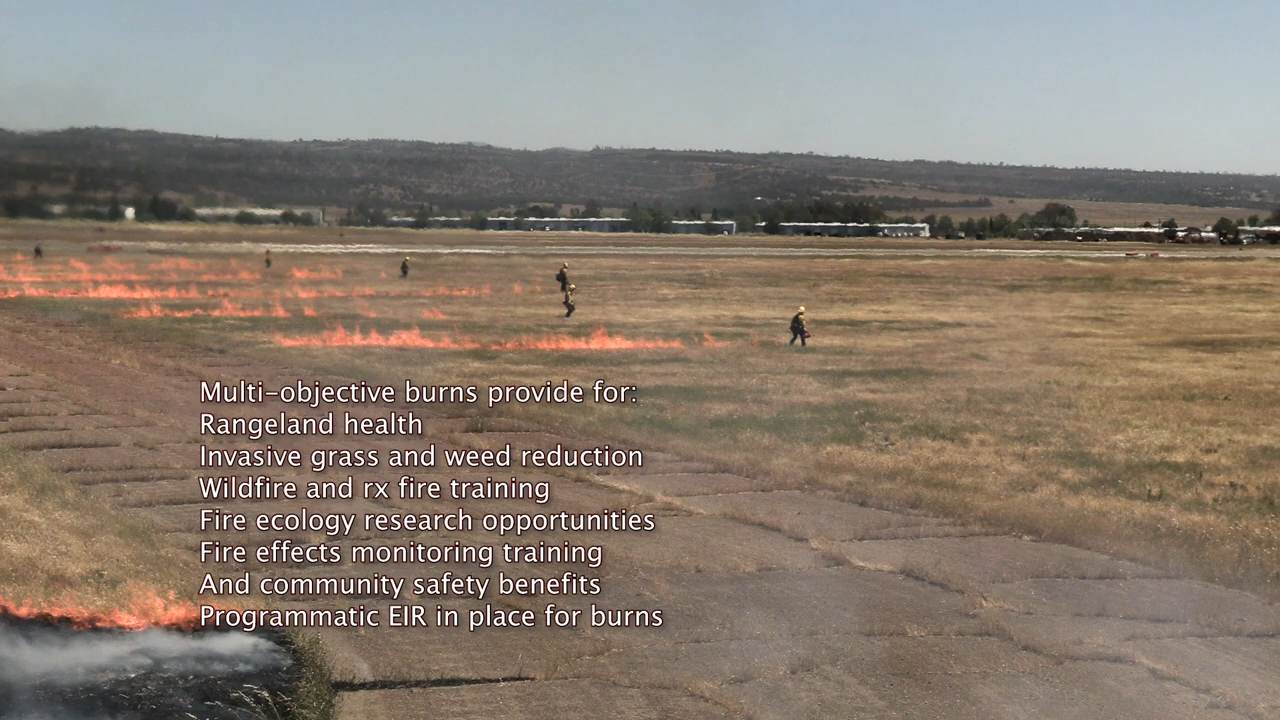 Multi-objective burns provide for:
Rangeland health
Invasive grass and weed reduction
Wildfire and rx fire training
Fire ecology research opportunities
Fire effects monitoring training
And community safety benefits
Programmatic EIR in place for burns